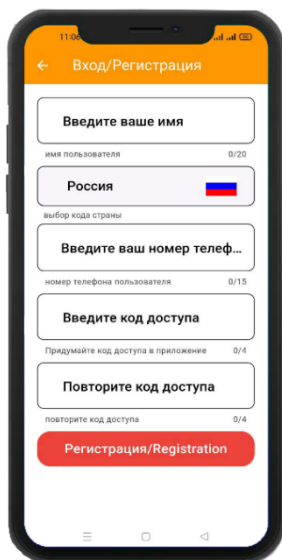 11:06
Вход/Регистрация
Введите ваше имя
имя пользователя 0/20
Россия
выбор кода страны
Введите ваш номер телеф...
номер телефона пользователя 0/15
Введите код доступа
Придумайте код доступа в приложение 0/4
Повторите код доступа
повторите код доступа 0/4
Регистрация/Registration